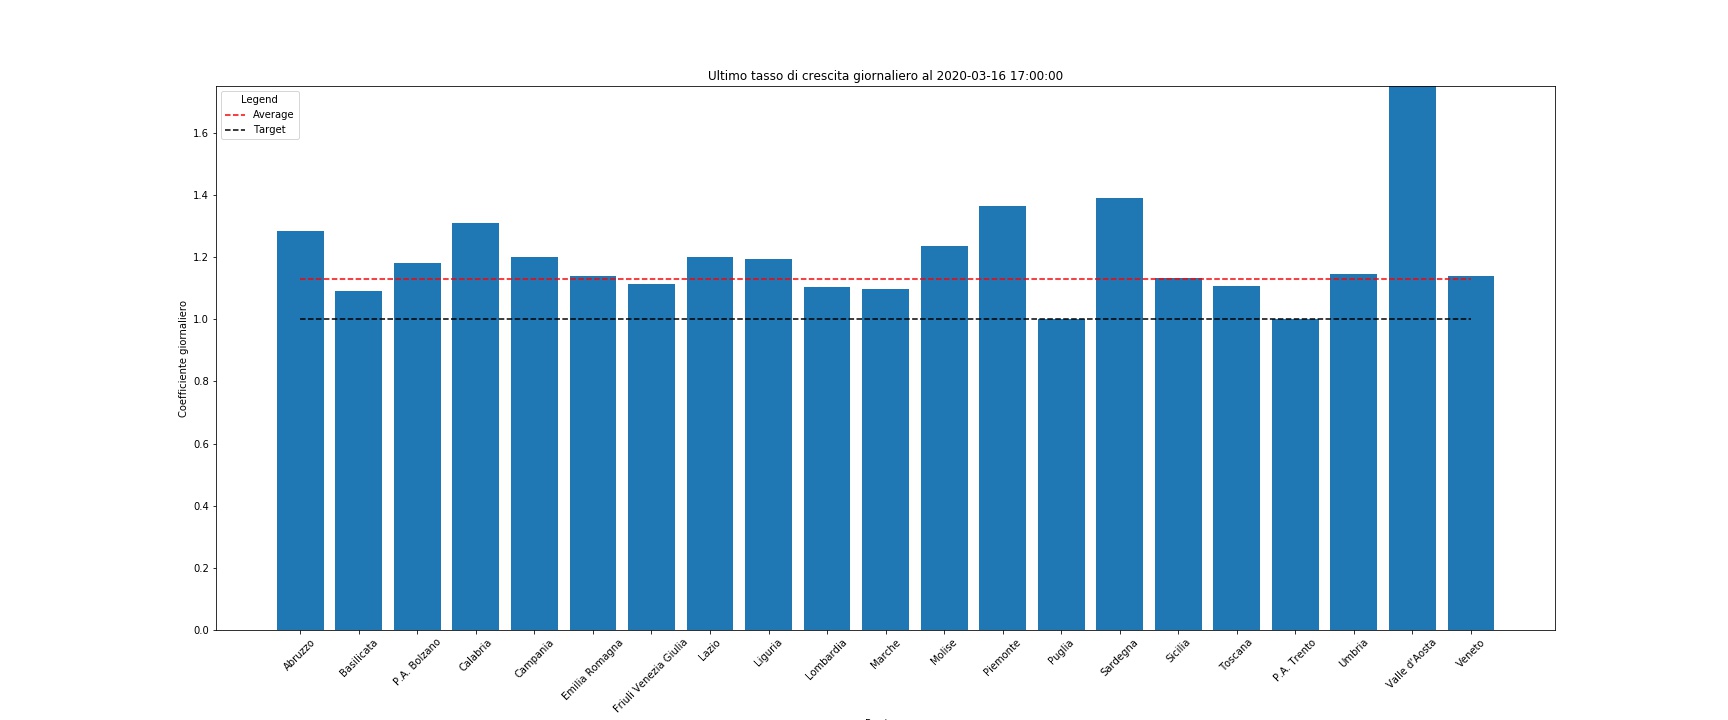 Ultimo tasso di crescita giornaliero al 2020-03-16 17:00:00
Legend
Average
Target
1.6
1.4
1.2
1.0
0.8
0.6
0.4
0.2
0.0
Coefficiente giornaliero
Abruzzo
Basilicata
P.A. Bolzano
Calabria
Campania
Emilia Romagna
Friuli Venezia Giulia
Lazio
Liguria
Lombardia
Marche
Molise
Piemonte
Puglia
Sardegna
Sicilia
Toscana
P.A. Trento
Umbria
Valle d'Aosta
Veneto